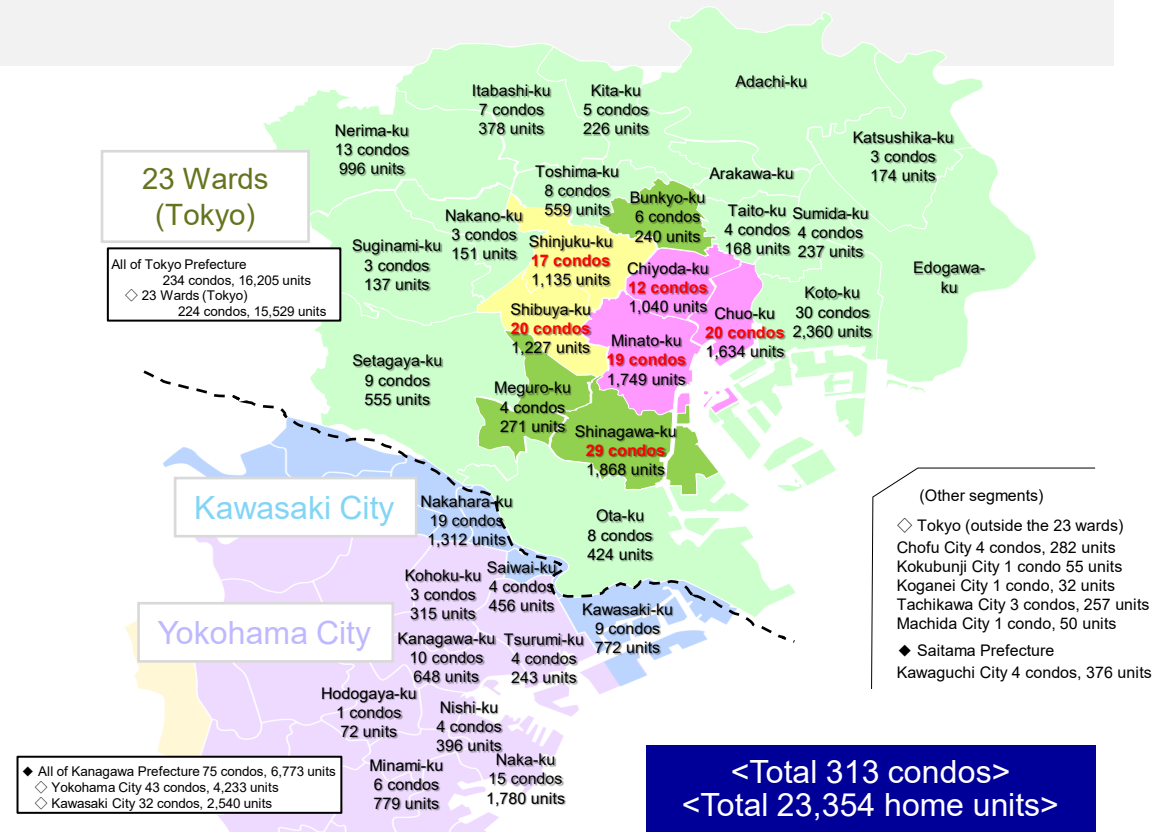 Adachi-ku
Itabashi-ku
7 condos
378 units
Kita-ku
5 condos
226 units
Nerima-ku
13 condos
996 units
Katsushika-ku
3 condos
174 units
23 Wards
(Tokyo)
Toshima-ku
8 condos
559 units
Arakawa-ku
Bunkyo-ku
6 condos
240 units
Taito-ku
4 condos
168 units
Sumida-ku
4 condos
237 units
Nakano-ku
3 condos
151 units
Shinjuku-ku
17 condos
1,135 units
Suginami-ku
3 condos
137 units
All of Tokyo Prefecture
234 condos, 16,205 units
◇ 23 Wards (Tokyo)
224 condos, 15,529 units
Chiyoda-ku
12 condos
1,040 units
Edogawa-
ku
Koto-ku
30 condos
2,360 units
Shibuya-ku
20 condos
1,227 units
Chuo-ku
20 condos
1,634 units
Minato-ku
19 condos
1,749 units
Setagaya-ku
9 condos
555 units
Meguro-ku
4 condos
271 units
Shinagawa-ku
29 condos
1,868 units
Kawasaki City
Nakahara-ku
19 condos
1,312 units
Ota-ku
8 condos
424 units
(Other segments)
◇ Tokyo (outside the 23 wards)
Chofu City 4 condos, 282 units
Kokubunji City 1 condo 55 units
Koganei City 1 condo, 32 units
Tachikawa City 3 condos, 257 units
Machida City 1 condo, 50 units
◆ Saitama Prefecture
Kawaguchi City 4 condos, 376 units
Kohoku-ku
3 condos
315 units
Saiwai-ku
4 condos
456 units
Kawasaki-ku
9 condos
772 units
Yokohama City
Kanagawa-ku
10 condos
648 units
Tsurumi-ku
4 condos
243 units
Hodogaya-ku
1 condos
72 units
Nishi-ku
4 condos
396 units
Minami-ku
6 condos
779 units
Naka-ku
15 condos
1,780 units
◆ All of Kanagawa Prefecture 75 condos, 6,773 units
◇ Yokohama City 43 condos, 4,233 units
◇ Kawasaki City 32 condos, 2,540 units
<Total 313 condos>
<Total 23,354 home units>